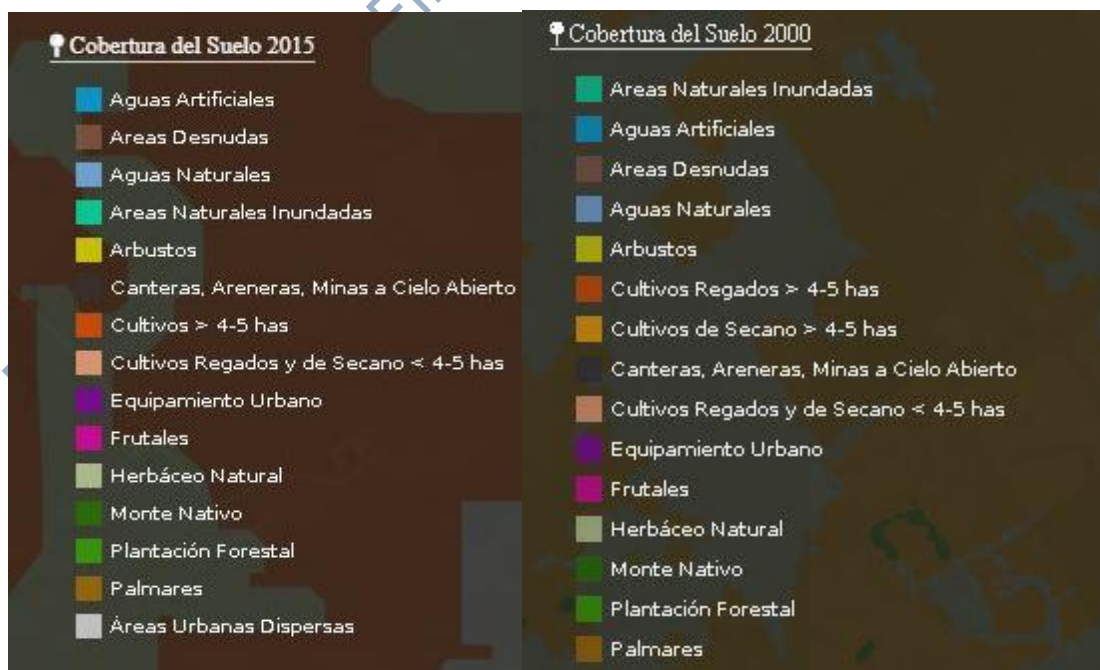 Cobertura del Suelo 2015
Aguas Artificiales
Areas Desnudas
Aguas Naturales
Areas Naturales Inundadas
Arbustos
Canteras, Areneras, Minas a Cielo Abierto
Cultivos > 4-5 has
Cultivos Regados y de Secano < 4-5 has
Equipamiento Urbano
Frutales
Herbáceo Natural
Monte Nativo
Plantación Forestal
Palmares
Áreas Urbanas Dispersas
Cobertura del Suelo 2000
Areas Naturales Inundadas
Aguas Artificiales
Areas Desnudas
Aguas Naturales
Arbustos
Cultivos Regados > 4-5 has
Cultivos de Secano > 4-5 has
Canteras, Areneras, Minas a Cielo Abierto
Cultivos Regados y de Secano < 4-5 has
Equipamiento Urbano
Frutales
Herbáceo Natural
Monte Nativo
Plantación Forestal
Palmares